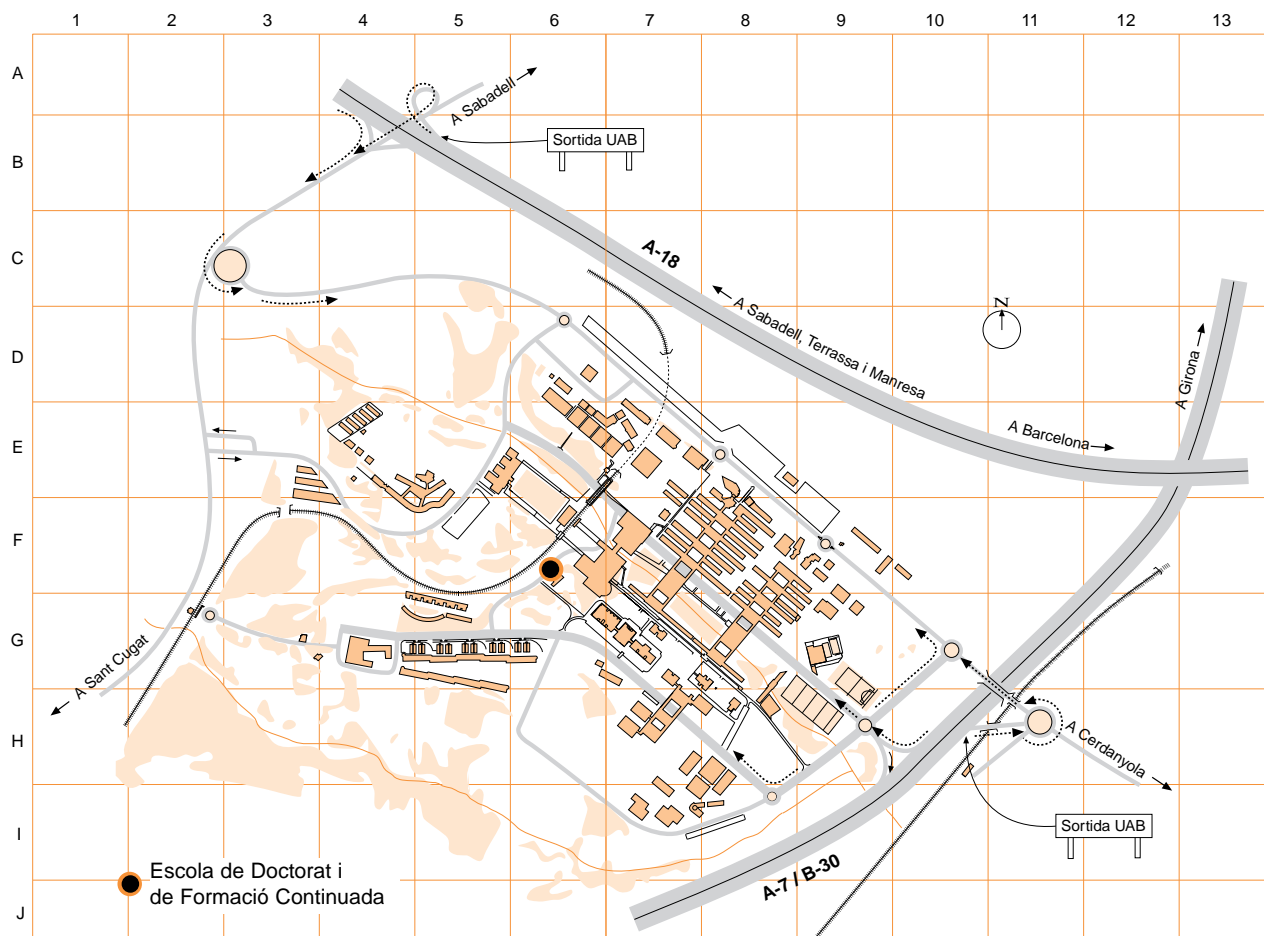 1 2 3 4 5 6 7 8 9 10 11 12 13
A
B
C
D
E
F
G
H
I
J
A Sabadell
Sortida UAB
A-18
A Sabadell, Terrassa i Manresa
N
A Girona
A Barcelona
A Sant Cugat
A Cerdanyola
Sortida UAB
A-7 / B-30
Escola de Doctorat i
de Formació Continuada